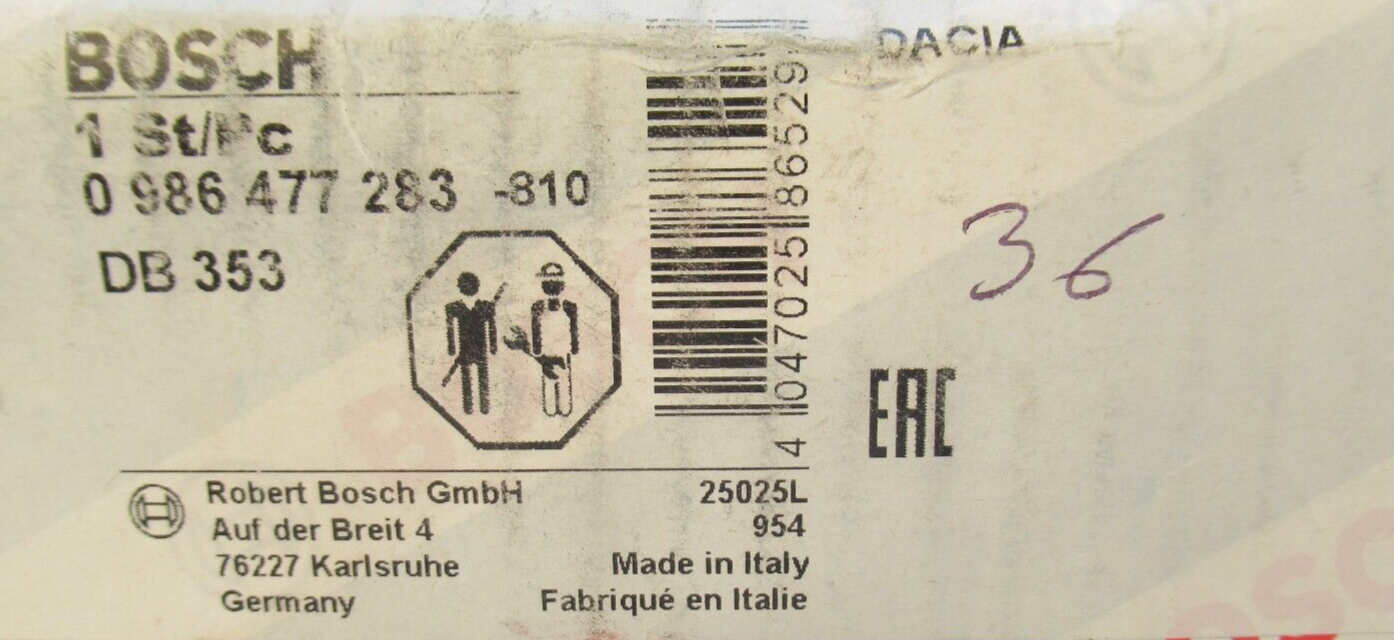 BOSCH
1 St/Pc
0 986 477 283 -810
DB 353
4 047025 865293
DACIA
36
EAC
Robert Bosch GmbH
Auf der Breit 4
76227 Karlsruhe
Germany
25025L
954
Made in Italy
Fabriqué en Italie